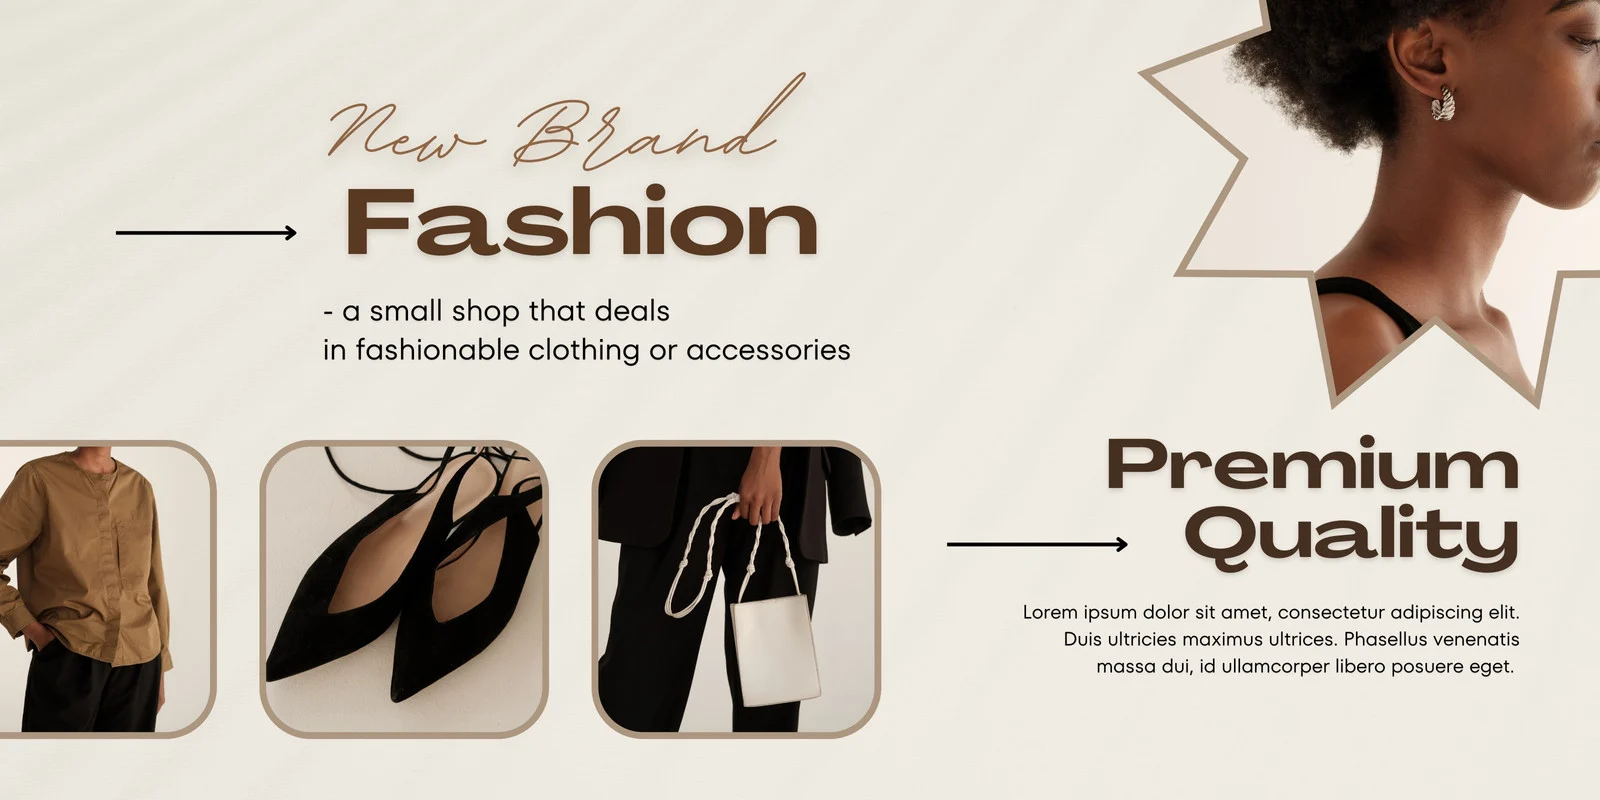 New Brand
Fashion
- a small shop that deals
in fashionable clothing or accessories
Premium
Quality
Lorem ipsum dolor sit amet, consectetur adipiscing elit.
Duis ultricies maximus ultrices. Phasellus venenatis
massa dui, id ullamcorper libero posuere eget.